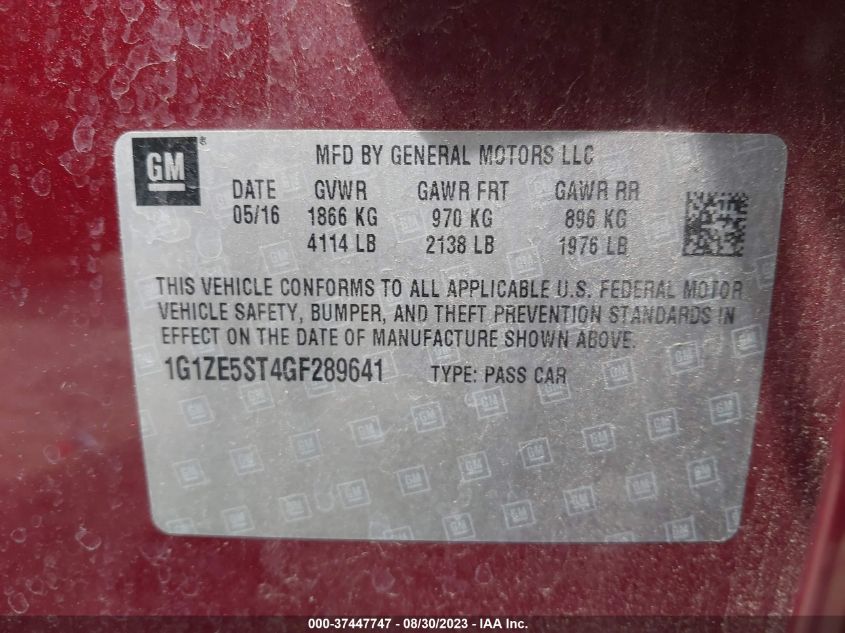 GM®
MFD BY GENERAL MOTORS LLC
DATE GVWR GAWR FRT GAWR RR
05/16 1866 KG 970 KG 896 KG
4114 LB 2138 LB 1976 LB
THIS VEHICLE CONFORMS TO ALL APPLICABLE U.S. FEDERAL MOTOR
VEHICLE SAFETY, BUMPER, AND THEFT PREVENTION STANDARDS IN
EFFECT ON THE DATE OF MANUFACTURE SHOWN ABOVE.
1G1ZE5ST4GF289641 TYPE: PASS CAR
000-37447747 - 08/30/2023 - IAA Inc.